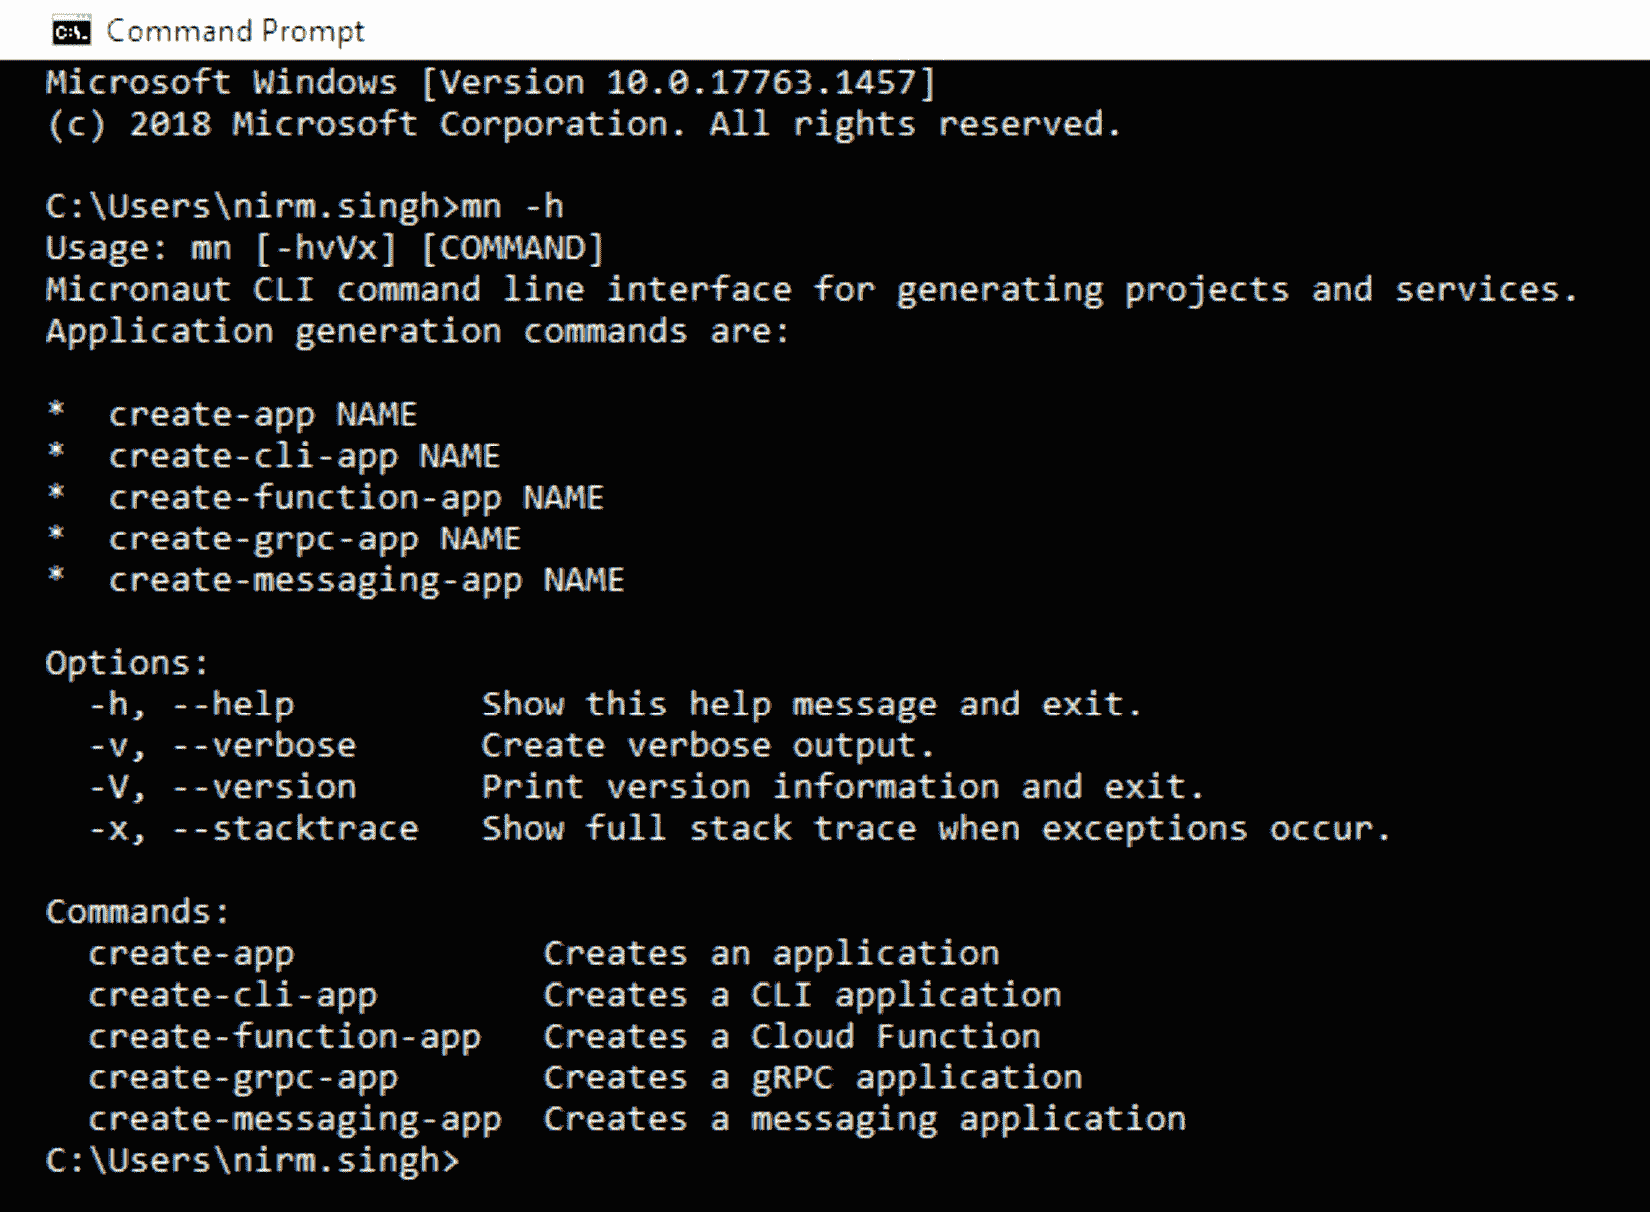 Command Prompt
Microsoft Windows [Version 10.0.17763.1457]
(c) 2018 Microsoft Corporation. All rights reserved.
C:\Users\nirm.singh>mn -h
Usage: mn [-hvVx] [COMMAND]
Micronaut CLI command line interface for generating projects and services.
Application generation commands are:
*  create-app NAME
*  create-cli-app NAME
*  create-function-app NAME
*  create-grpc-app NAME
*  create-messaging-app NAME
Options:
  -h, --help         Show this help message and exit.
  -v, --verbose      Create verbose output.
  -V, --version      Print version information and exit.
  -x, --stacktrace   Show full stack trace when exceptions occur.
Commands:
  create-app            Creates an application
  create-cli-app        Creates a CLI application
  create-function-app   Creates a Cloud Function
  create-grpc-app       Creates a gRPC application
  create-messaging-app  Creates a messaging application
C:\Users\nirm.singh>